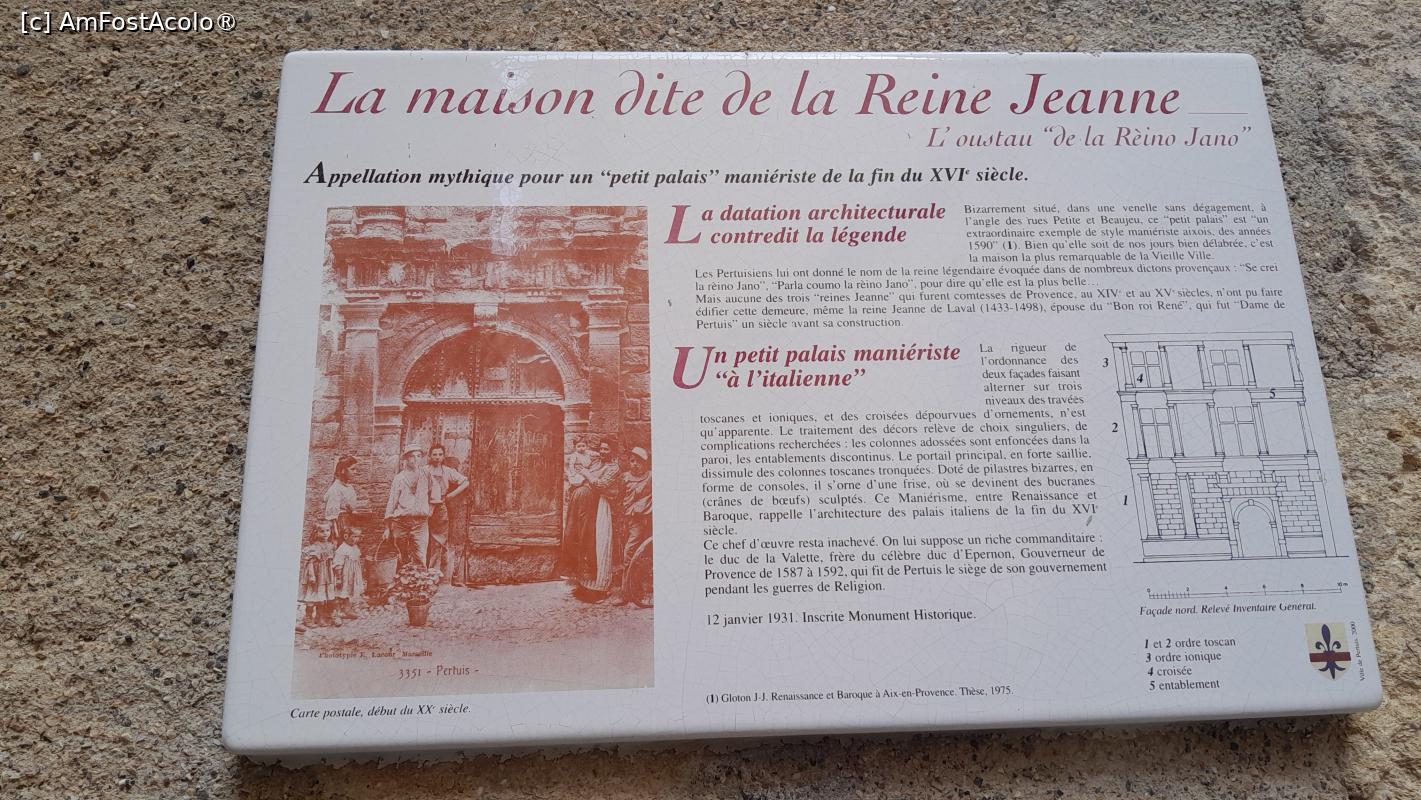 [c] AmFostAcolo®
La maison dite de la Reine Jeanne
L'oustau "de la Rèino Jano"
Appellation mythique pour un "petit palais" maniériste de la fin du XVIe siècle.
La datation architecturale
contredit la légende
Bizarrement situé, dans une venelle sans dégagement, à
l'angle des rues Petite et Beaujeu, ce "petit palais" est "un
extraordinaire exemple de style maniériste aixois, des années
1590" (1). Bien qu'elle soit de nos jours bien délabrée, c'est
la maison la plus remarquable de la Vieille Ville.
Les Pertuisiens lui ont donné le nom de la reine légendaire évoquée dans de nombreux dictons provençaux : "Se crei
la rèino Jano", "Parla coumo la rèino Jano", pour dire qu'elle est la plus belle...
Mais aucune des trois "reines Jeanne" qui furent comtesses de Provence, au XIVe et au XVe siècles, n'ont pu faire
édifier cette demeure, même la reine Jeanne de Laval (1433-1498), épouse du "Bon roi René", qui fut "Dame de
Pertuis" un siècle avant sa construction.
Un petit palais maniériste
"à l'italienne"
La rigueur de
l'ordonnance des
deux façades faisant
alterner sur trois
niveaux des travées
toscanes et ioniques, et des croisées dépourvues d'ornements, n'est
qu'apparente. Le traitement des décors relève de choix singuliers, de
complications recherchées : les colonnes adossées sont enfoncées dans la
paroi, les entablements discontinus. Le portail principal, en forte saillie,
dissimule des colonnes toscanes tronquées. Doté de pilastres bizarres, en
forme de consoles, il s'orne d'une frise, où se devinent des bucranes
(crânes de bœufs) sculptés. Ce Maniérisme, entre Renaissance et
Baroque, rappelle l'architecture des palais italiens de la fin du XVIe
siècle.
Ce chef d'œuvre resta inachevé. On lui suppose un riche commanditaire :
le duc de la Valette, frère du célèbre duc d'Epernon, Gouverneur de
Provence de 1587 à 1592, qui fit de Pertuis le siège de son gouvernement
pendant les guerres de Religion.
12 janvier 1931. Inscrite Monument Historique.
(1) Gloton J-J. Renaissance et Baroque à Aix-en-Provence. Thèse, 1975.
Phototypie E. Lacour Marseille
3351 - Pertuis -
Carte postale, début du XXe siècle.
3
4
5
2
1
10 m
Façade nord. Relevé Inventaire Général.
1 et 2 ordre toscan
3 ordre ionique
4 croisée
5 entablement
Ville de Pertuis, 2000